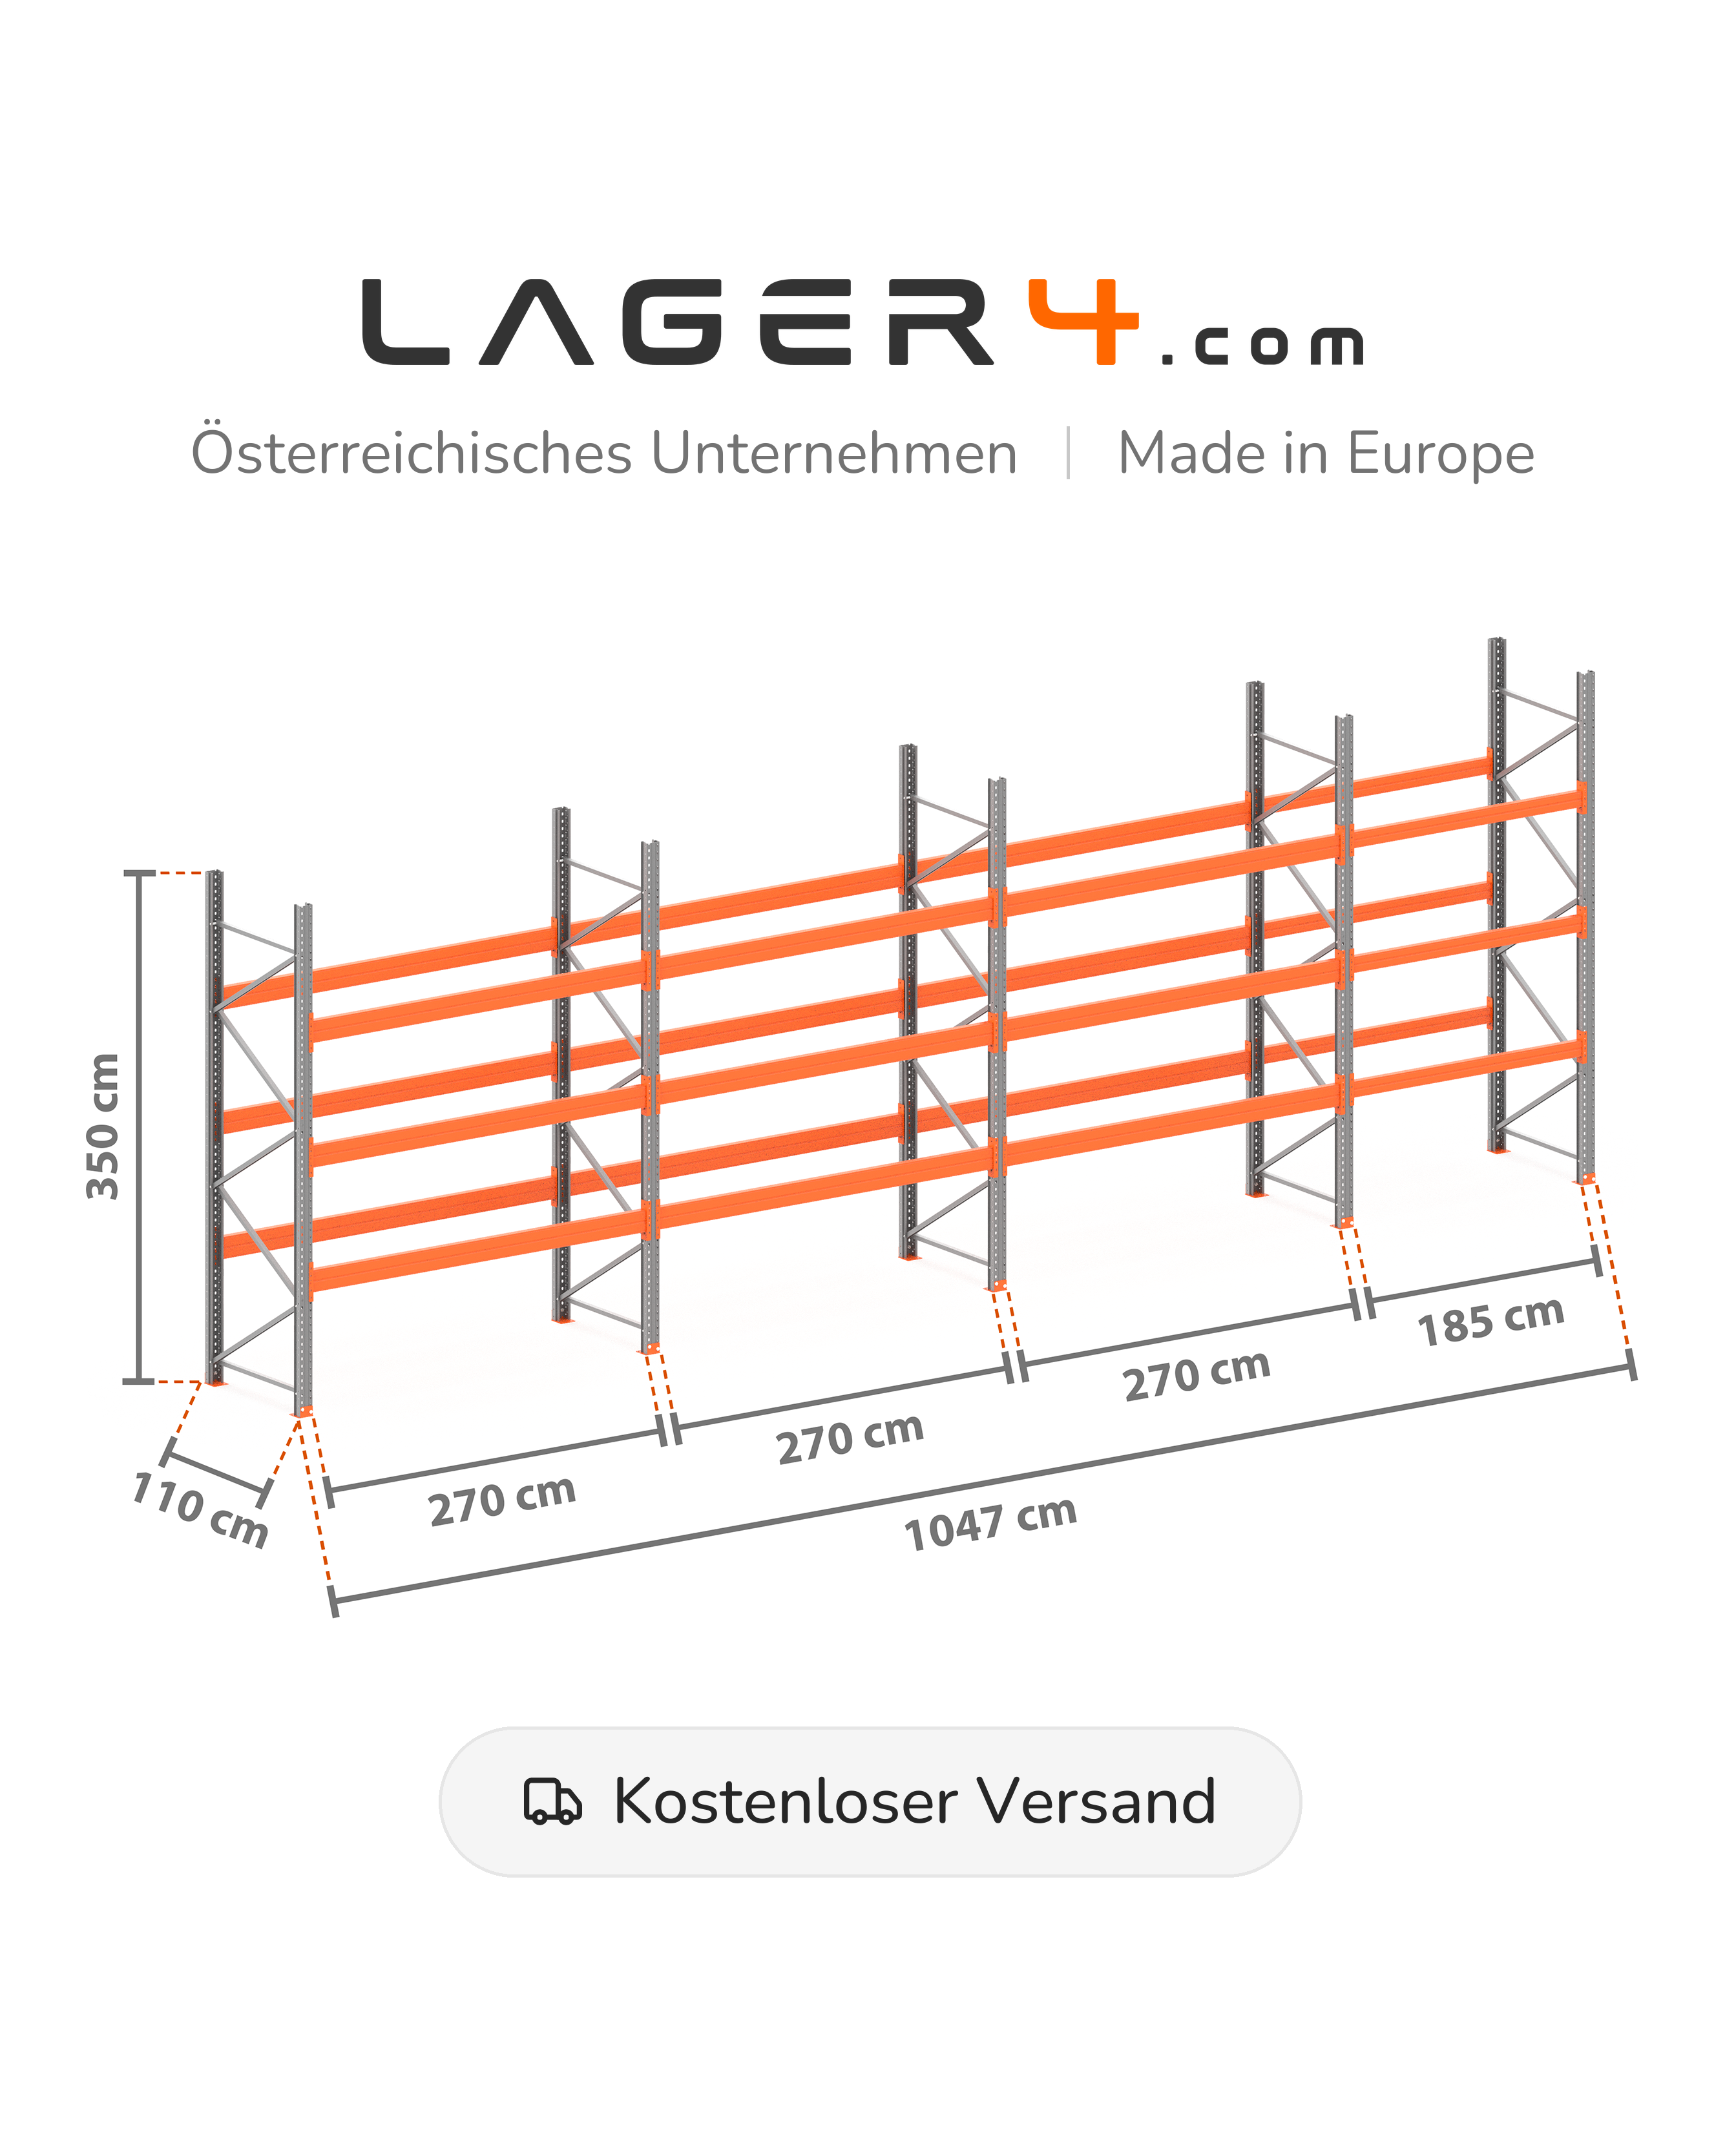 LAGER4.com
Österreichisches Unternehmen | Made in Europe
350 cm
110 cm
270 cm
270 cm
270 cm
185 cm
1047 cm
Kostenloser Versand